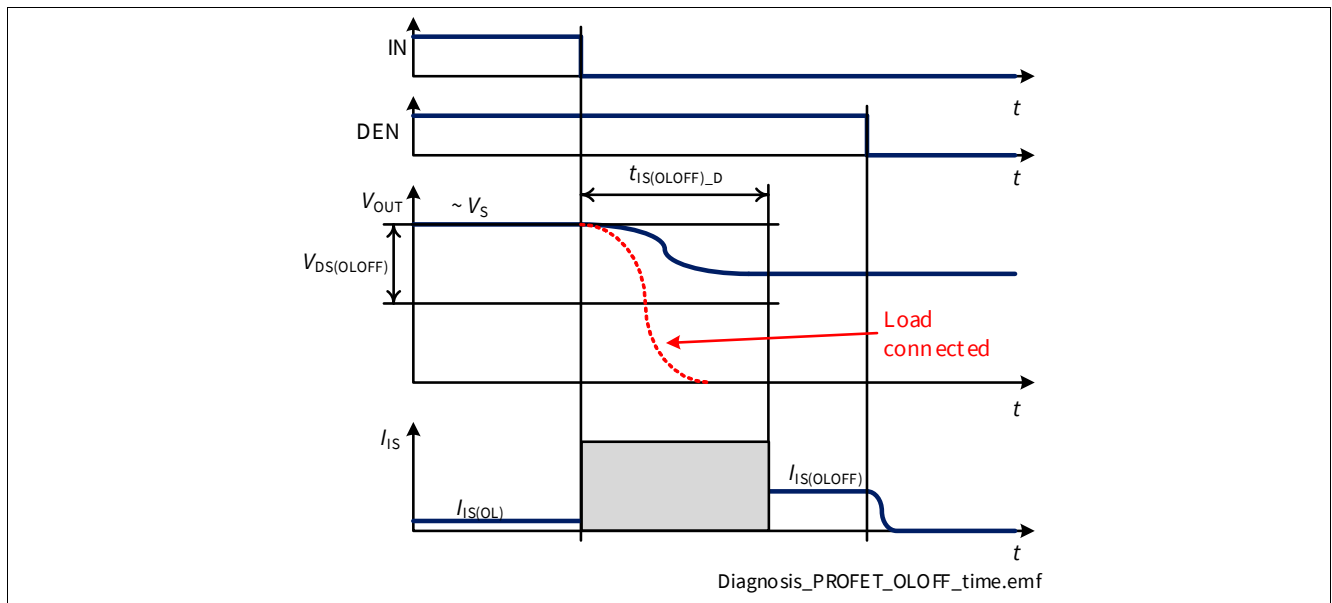 IN
t
DEN
t
tIS(OLOFF)_D
VOUT
~ VS
VDS(OLOFF)
Load
connected
t
IIS
IIS(OLOFF)
IIS(OL)
t
Diagnosis_PROFET_OLOFF_time.emf